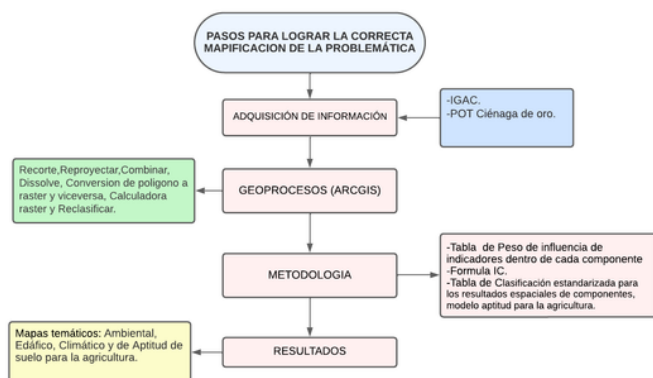 PASOS PARA LOGRAR LA CORRECTA
MAPIFICACION DE LA PROBLEMÁTICA
ADQUISICIÓN DE INFORMACIÓN
-IGAC.
-POT Ciénaga de oro.
Recorte,Reproyectar,Combinar,
Dissolve, Conversion de poligono a
raster y viceversa, Calculadora
raster y Reclasificar.
GEOPROCESOS (ARCGIS)
METODOLOGIA
-Tabla de Peso de influencia de
indicadores dentro de cada componente
-Formula IC.
-Tabla de Clasificación estandarizada para
los resultados espaciales de componentes,
modelo aptitud para la agricultura.
Mapas temáticos: Ambiental,
Edáfico, Climático y de Aptitud de
suelo para la agricultura.
RESULTADOS